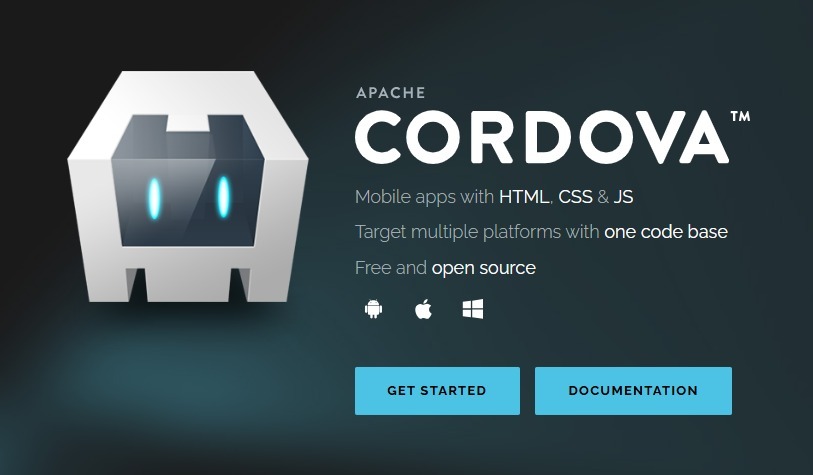 APACHE
CORDOVA™
Mobile apps with HTML, CSS & JS
Target multiple platforms with one code base
Free and open source
GET STARTED
DOCUMENTATION